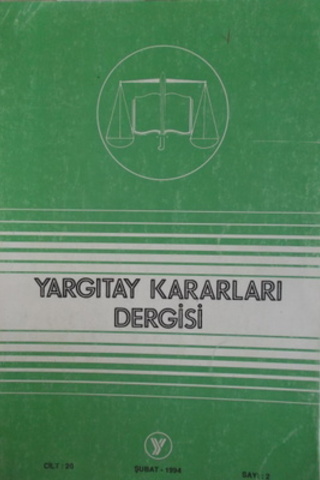 YARGITAY KARARLARI
DERGİSİ
Y
CİLT: 20 ŞUBAT - 1994 SAYI: 2